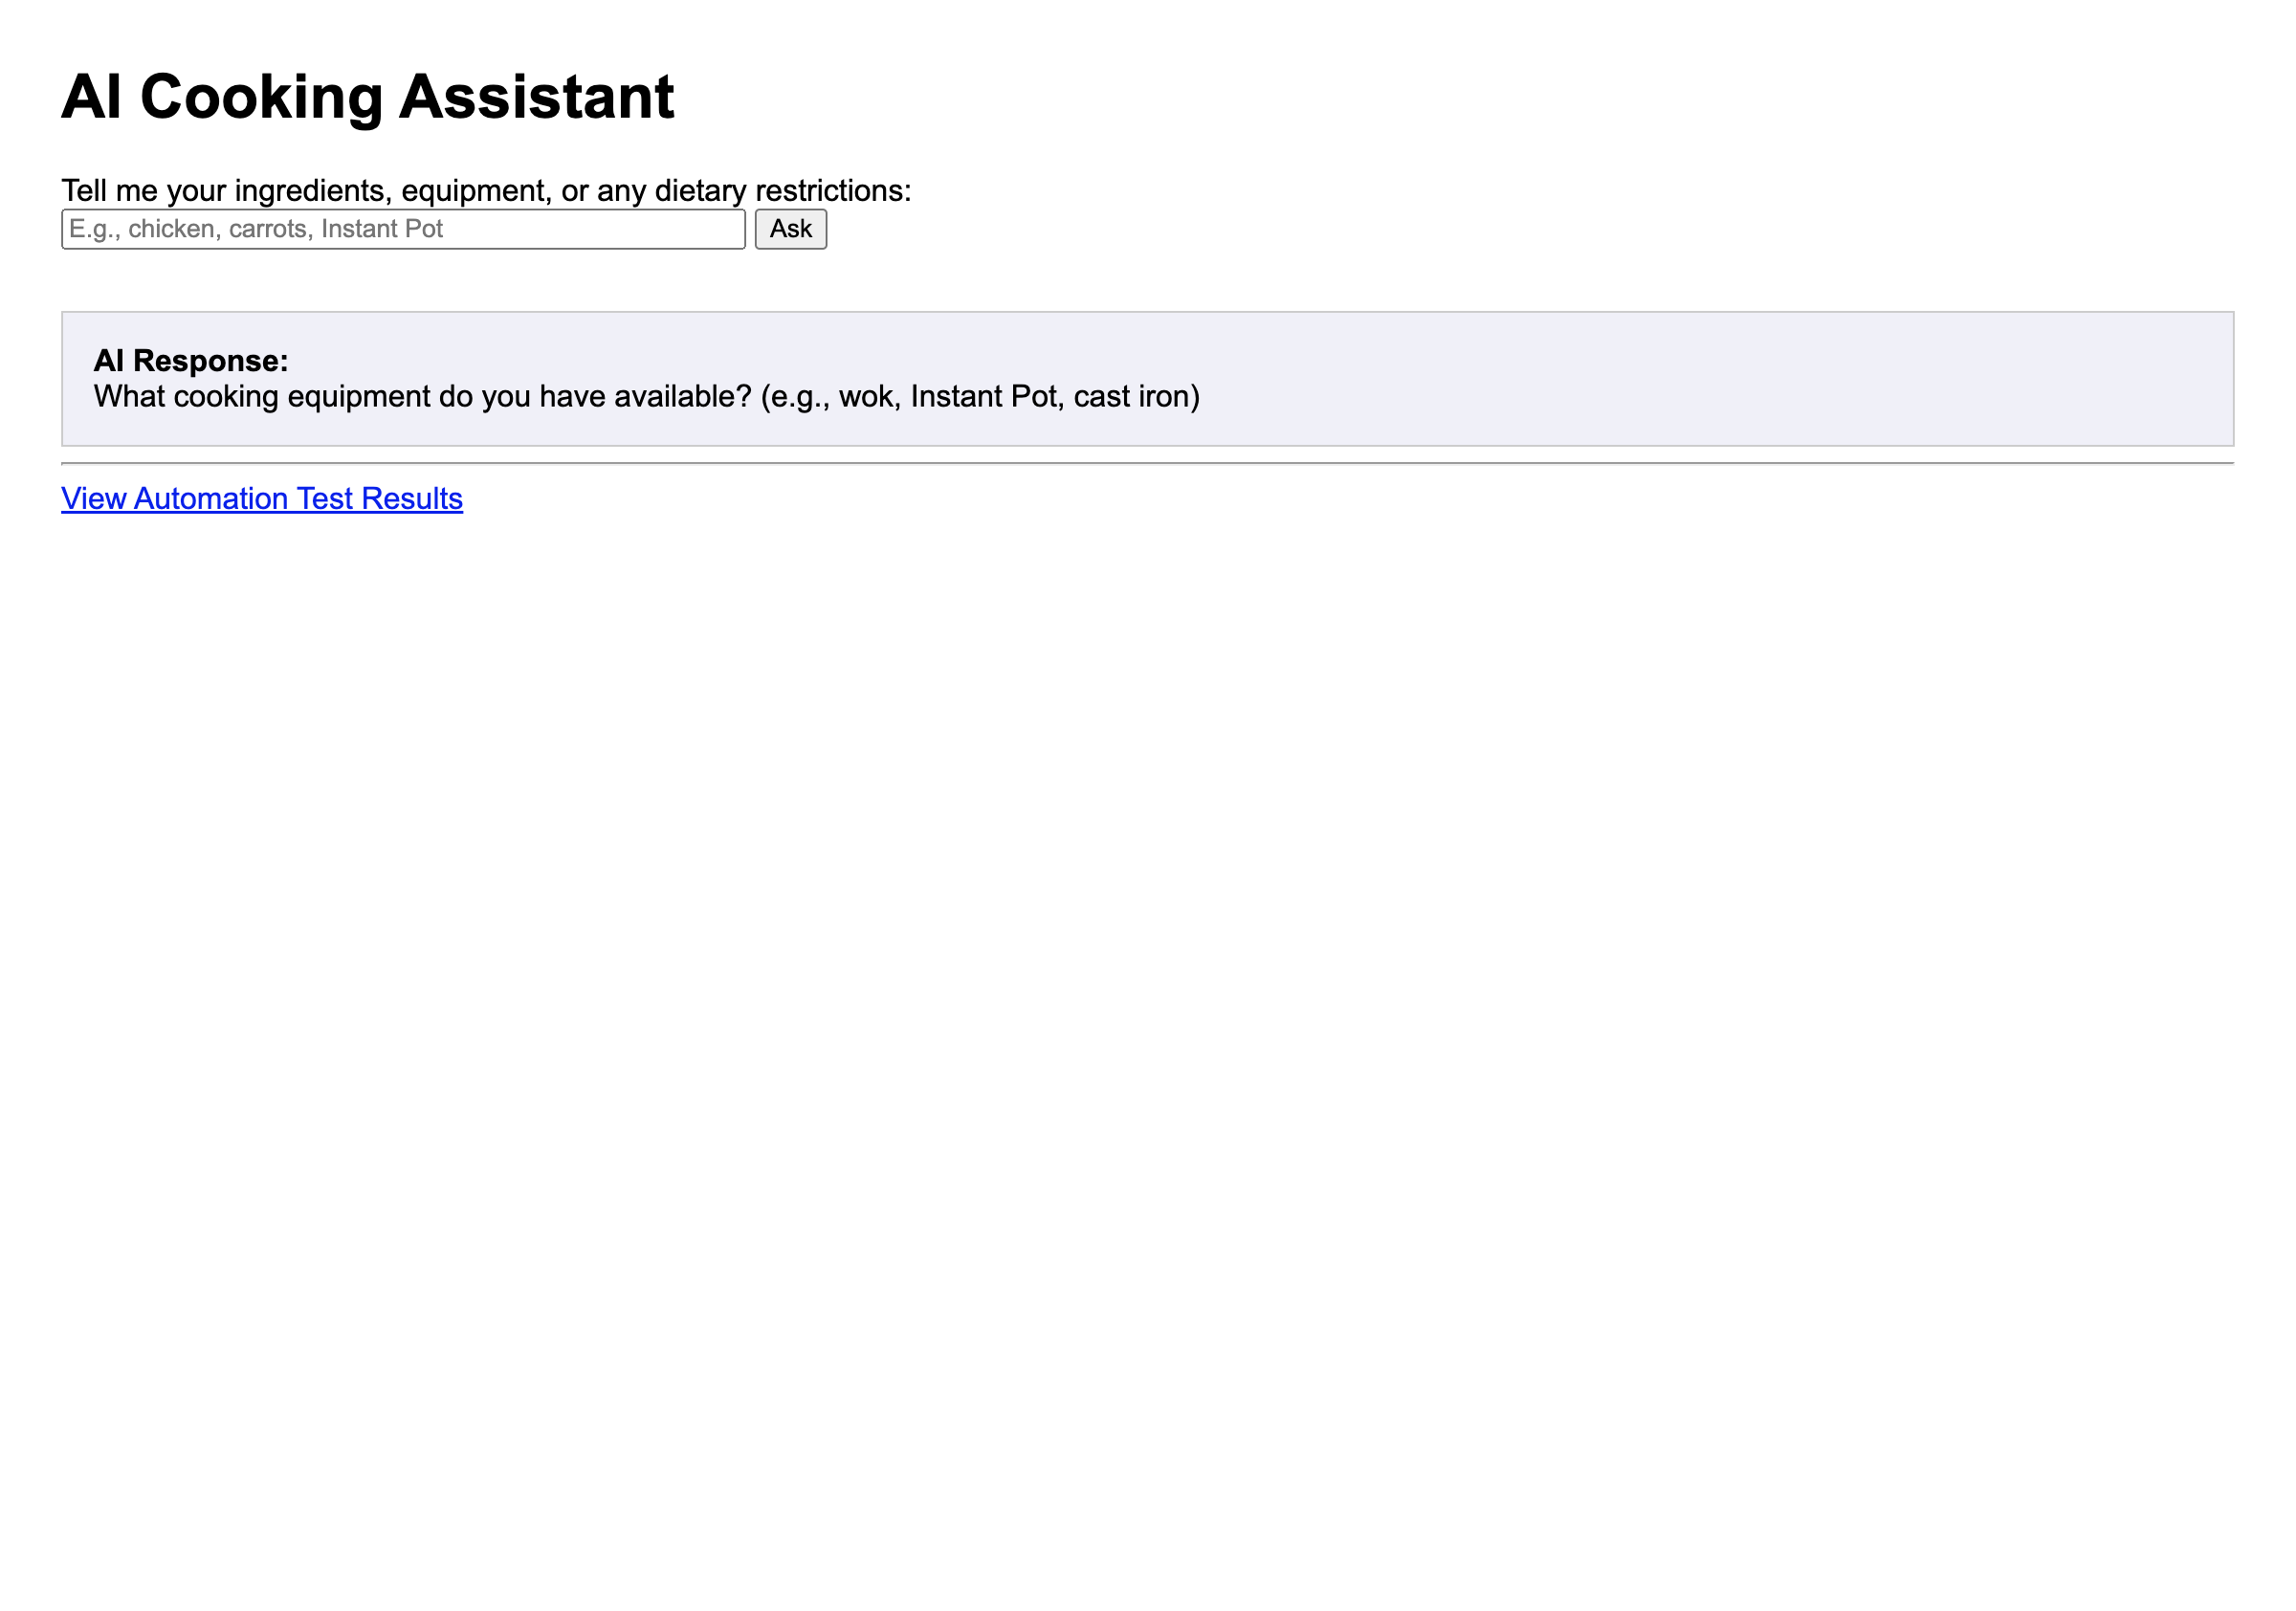 AI Cooking Assistant
Tell me your ingredients, equipment, or any dietary restrictions:
E.g., chicken, carrots, Instant Pot Ask
AI Response:
What cooking equipment do you have available? (e.g., wok, Instant Pot, cast iron)
View Automation Test Results